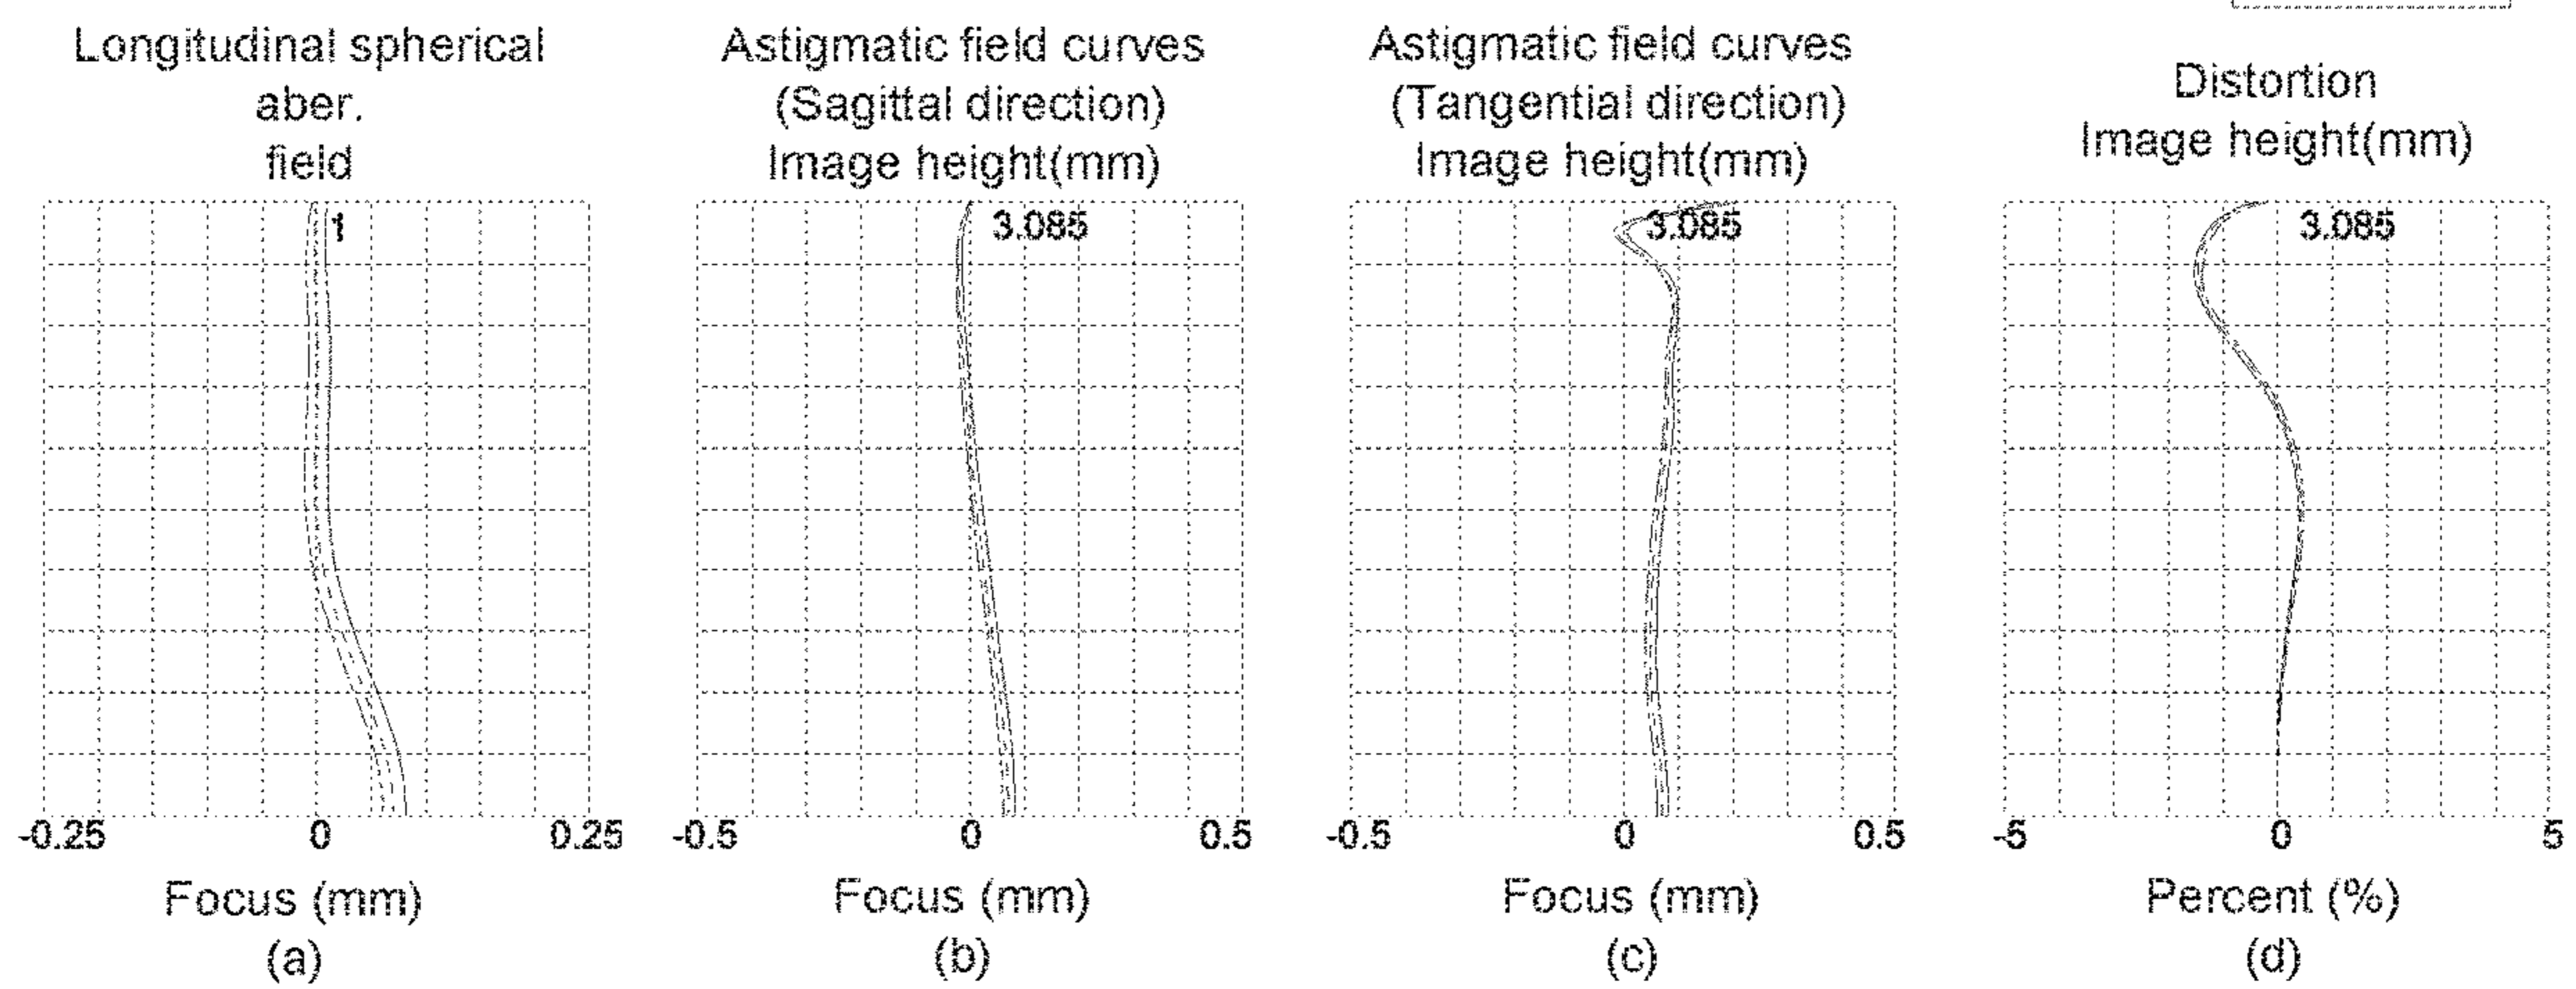 Longitudinal spherical
aber.
field
1
-0.25 0 0.25
Focus (mm)
(a)
Astigmatic field curves
(Sagittal direction)
Image height(mm)
3.085
-0.5 0 0.5
Focus (mm)
(b)
Astigmatic field curves
(Tangential direction)
Image height(mm)
3.085
-0.5 0 0.5
Focus (mm)
(c)
Distortion
Image height(mm)
3.085
-5 0 5
Percent (%)
(d)